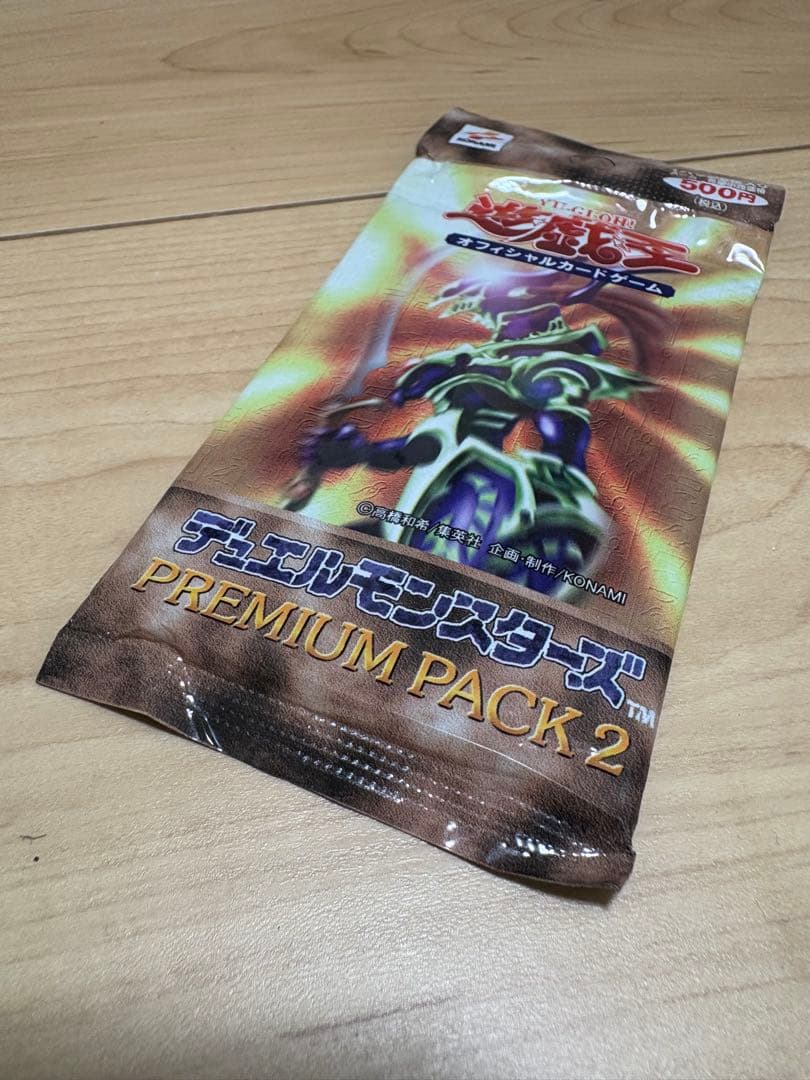 KONAMI
500円
(税込)
YU-GI-OH!
遊戯王
オフィシャルカードゲーム
©高橋和希/集英社 企画・制作/KONAMI
デュエルモンスターズ
TM
PREMIUM PACK 2